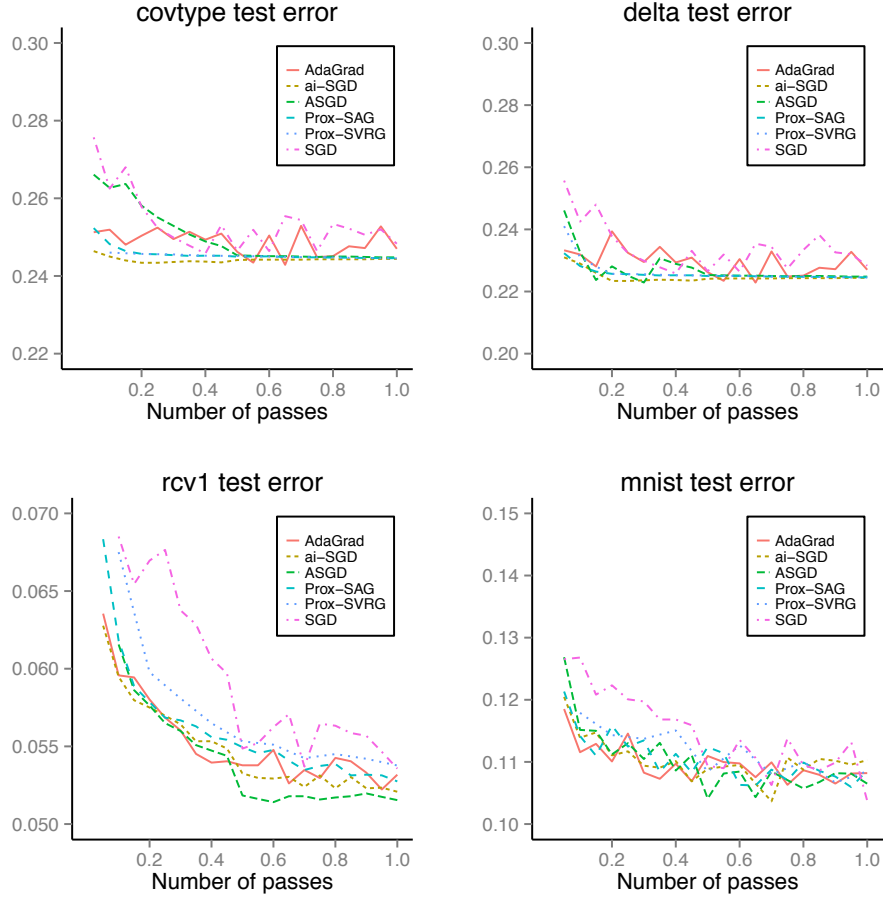 covtype test error
0.30
0.28
0.26
0.24
0.22
AdaGrad
ai−SGD
ASGD
Prox−SAG
Prox−SVRG
SGD
0.2 0.4 0.6 0.8 1.0
Number of passes
delta test error
0.30
0.28
0.26
0.24
0.22
0.20
AdaGrad
ai−SGD
ASGD
Prox−SAG
Prox−SVRG
SGD
0.2 0.4 0.6 0.8 1.0
Number of passes
rcv1 test error
0.070
0.065
0.060
0.055
0.050
AdaGrad
ai−SGD
ASGD
Prox−SAG
Prox−SVRG
SGD
0.2 0.4 0.6 0.8 1.0
Number of passes
mnist test error
0.15
0.14
0.13
0.12
0.11
0.10
AdaGrad
ai−SGD
ASGD
Prox−SAG
Prox−SVRG
SGD
0.2 0.4 0.6 0.8 1.0
Number of passes